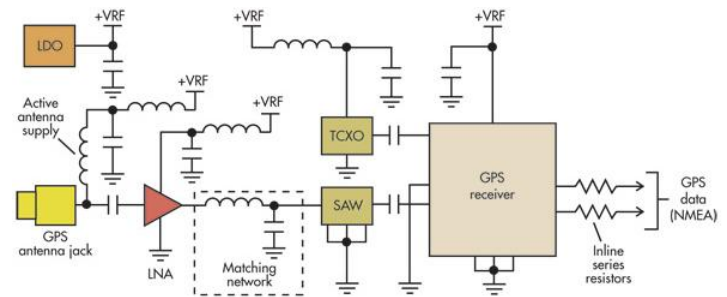 +VRF
LDO
+VRF
+VRF
+VRF
+VRF
Active
antenna
supply
TCXO
GPS
receiver
SAW
GPS
antenna jack
LNA
Matching
network
GPS
data
(NMEA)
Inline
series
resistors